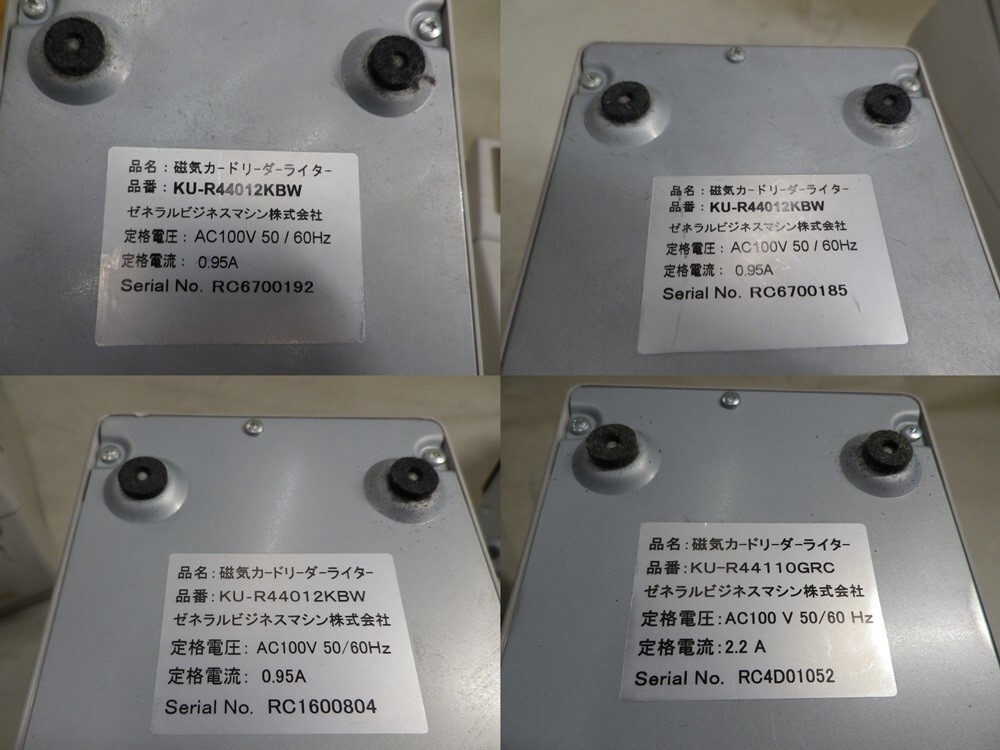 品名：磁気カードリーダーライター
品番：KU-R44012KBW
ゼネラルビジネスマシン株式会社
定格電圧：AC100V 50 / 60Hz
定格電流： 0.95A
Serial No. RC6700192
品名：磁気カードリーダーライター
品番：KU-R44012KBW
ゼネラルビジネスマシン株式会社
定格電圧：AC100V 50 / 60Hz
定格電流： 0.95A
Serial No. RC6700185
品名：磁気カードリーダーライター
品番：KU-R44012KBW
ゼネラルビジネスマシン株式会社
定格電圧： AC100V 50/60Hz
定格電流： 0.95A
Serial No. RC1600804
品名：磁気カードリーダーライター
品番：KU-R44110GRC
ゼネラルビジネスマシン株式会社
定格電圧：AC100 V 50/60 Hz
定格電流：2.2 A
Serial No. RC4D01052